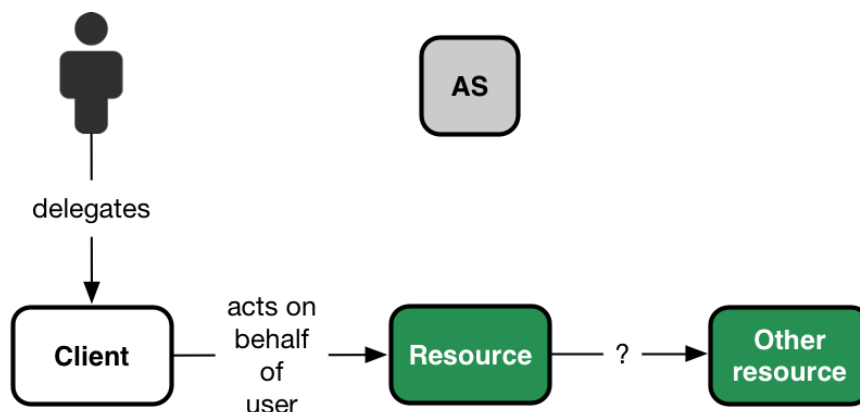 AS
delegates
Client
acts on
behalf
of
user
Resource
?
Other
resource